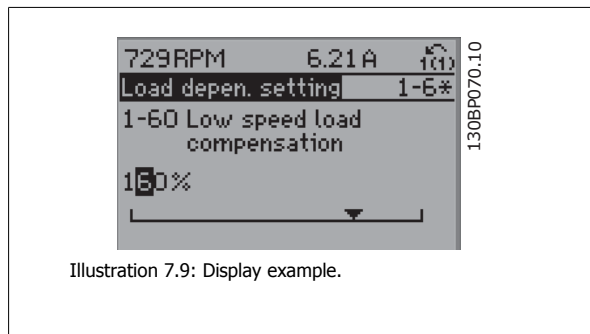 729RPM 6.21A 1(1)
Load depen. setting 1-6*
1-60 Low speed load
compensation
160%
130BP070.10
Illustration 7.9: Display example.